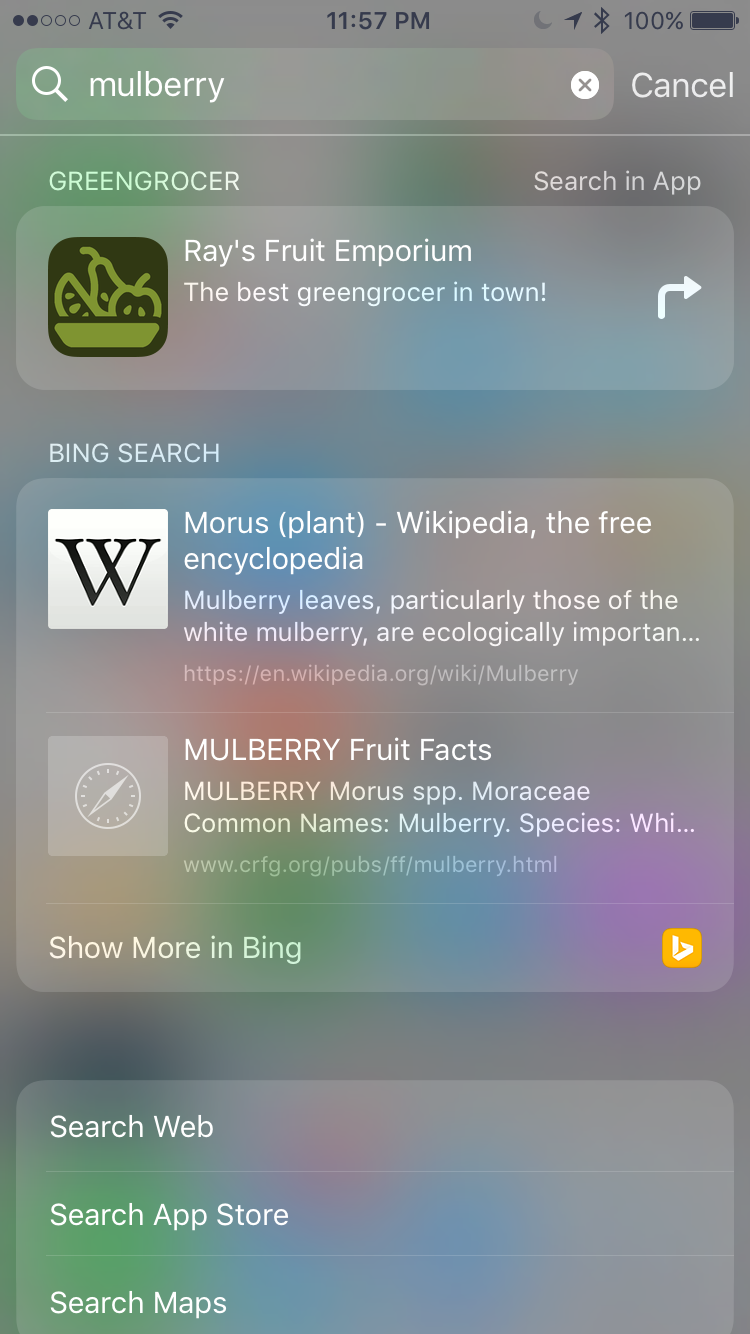 AT&T 11:57 PM 100%
mulberry Cancel
GREENGROCER Search in App
Ray's Fruit Emporium
The best greengrocer in town!
BING SEARCH
W
Morus (plant) - Wikipedia, the free
encyclopedia
Mulberry leaves, particularly those of the
white mulberry, are ecologically importan...
https://en.wikipedia.org/wiki/Mulberry
MULBERRY Fruit Facts
MULBERRY Morus spp. Moraceae
Common Names: Mulberry. Species: Whi...
www.crfg.org/pubs/ff/mulberry.html
Show More in Bing
Search Web
Search App Store
Search Maps